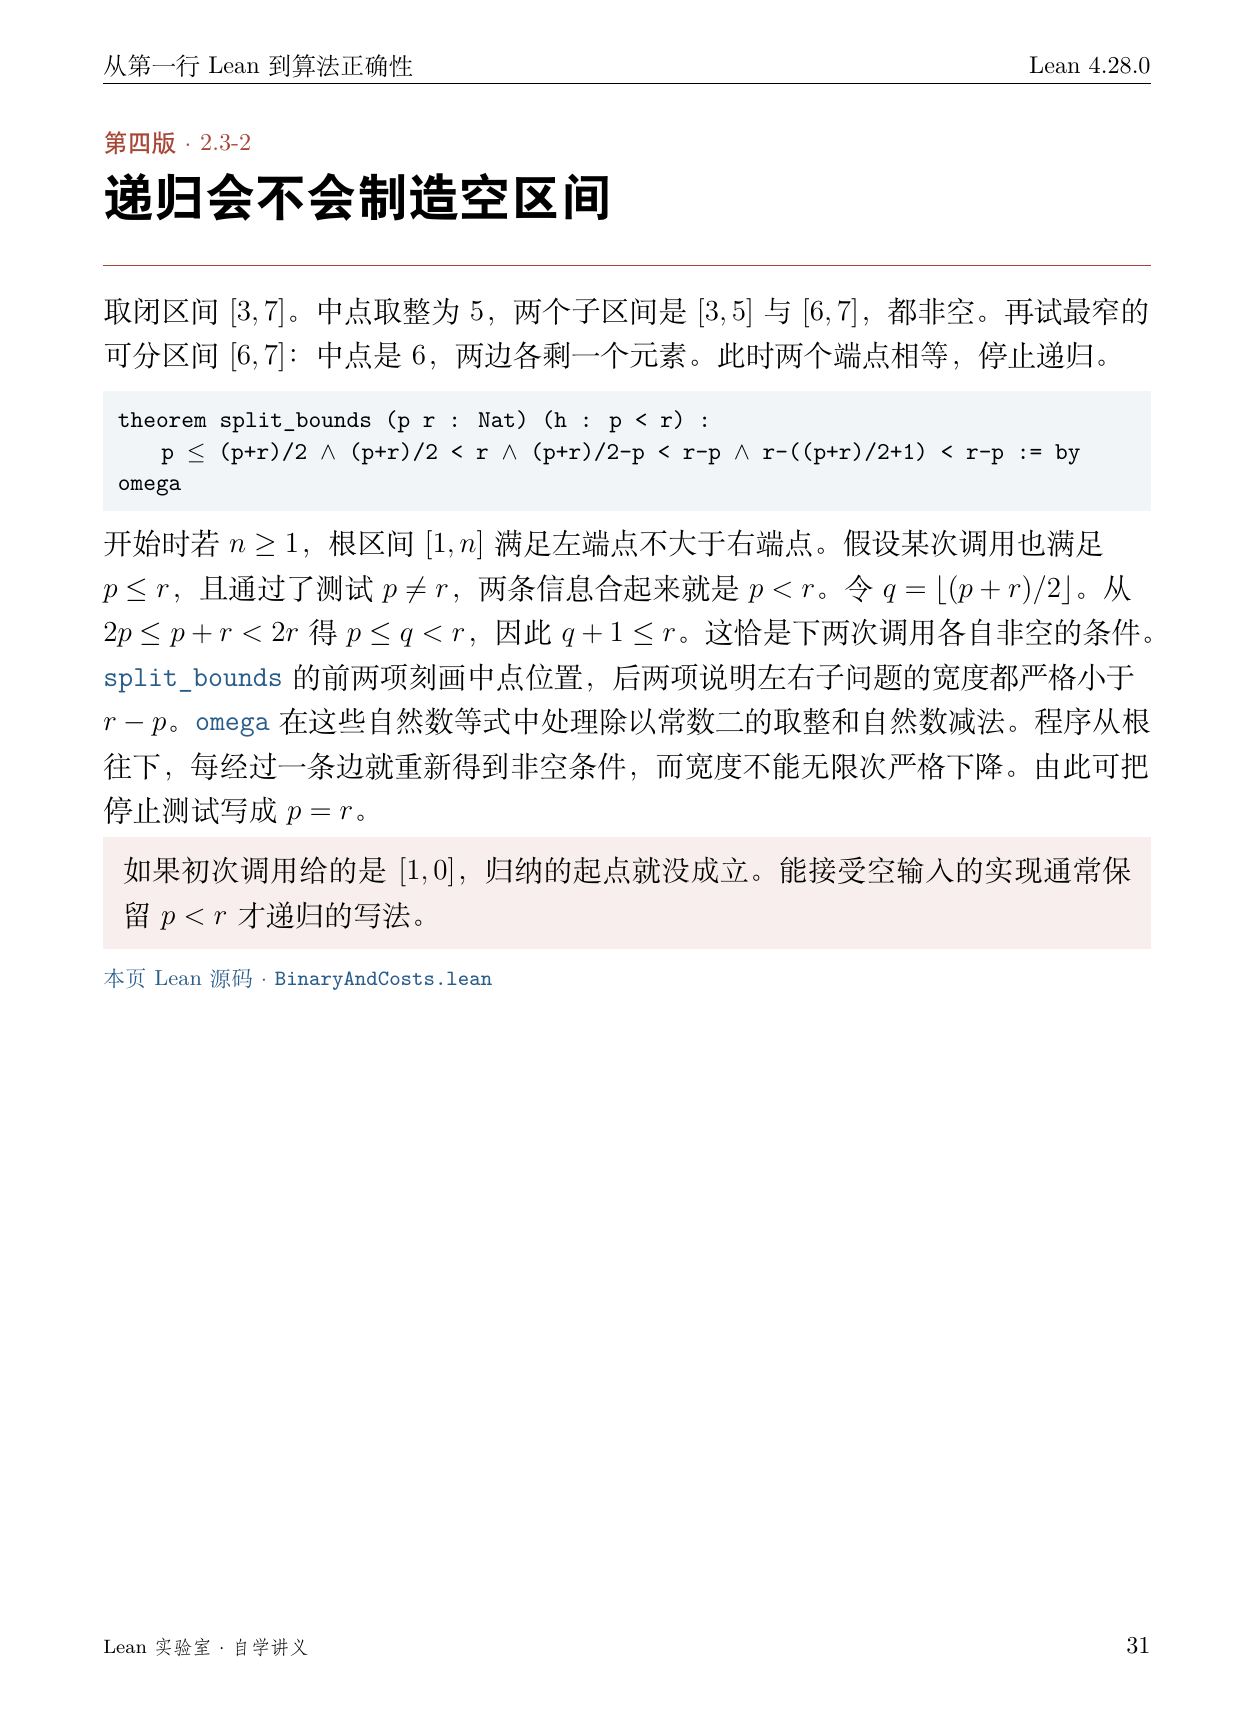 从第一行 Lean 到算法正确性
Lean 4.28.0
第四版 · 2.3-2
递归会不会制造空区间
取闭区间 [3, 7]。中点取整为 5，两个子区间是 [3, 5] 与 [6, 7]，都非空。再试最窄的
可分区间 [6, 7]：中点是 6，两边各剩一个元素。此时两个端点相等，停止递归。
theorem split_bounds (p r : Nat) (h : p < r) :
p ≤ (p+r)/2 ∧ (p+r)/2 < r ∧ (p+r)/2-p < r-p ∧ r-((p+r)/2+1) < r-p := by
omega
开始时若 n ≥ 1，根区间 [1, n] 满足左端点不大于右端点。假设某次调用也满足
p ≤ r，且通过了测试 p ≠ r，两条信息合起来就是 p < r。令 q = ⌊(p + r)/2⌋。从
2p ≤ p + r < 2r 得 p ≤ q < r，因此 q + 1 ≤ r。这恰是下两次调用各自非空的条件。
split_bounds 的前两项刻画中点位置，后两项说明左右子问题的宽度都严格小于
r − p。omega 在这些自然数等式中处理除以常数二的取整和自然数减法。程序从根
往下，每经过一条边就重新得到非空条件，而宽度不能无限次严格下降。由此可把
停止测试写成 p = r。
如果初次调用给的是 [1, 0]，归纳的起点就没成立。能接受空输入的实现通常保
留 p < r 才递归的写法。
本页 Lean 源码 · BinaryAndCosts.lean
Lean 实验室 · 自学讲义
31